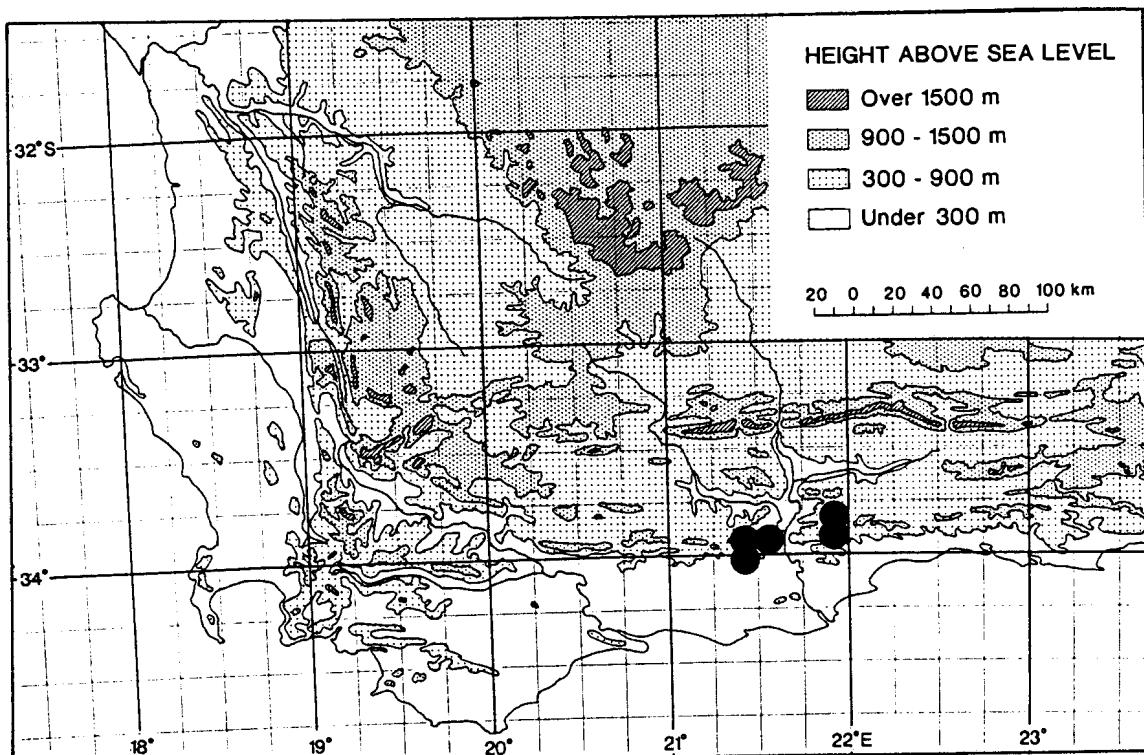 HEIGHT ABOVE SEA LEVEL
Over 1500 m
900 - 1500 m
300 - 900 m
Under 300 m
20 0 20 40 60 80 100 km
32°S
33°
34°
18° 19° 20° 21° 22°E 23°